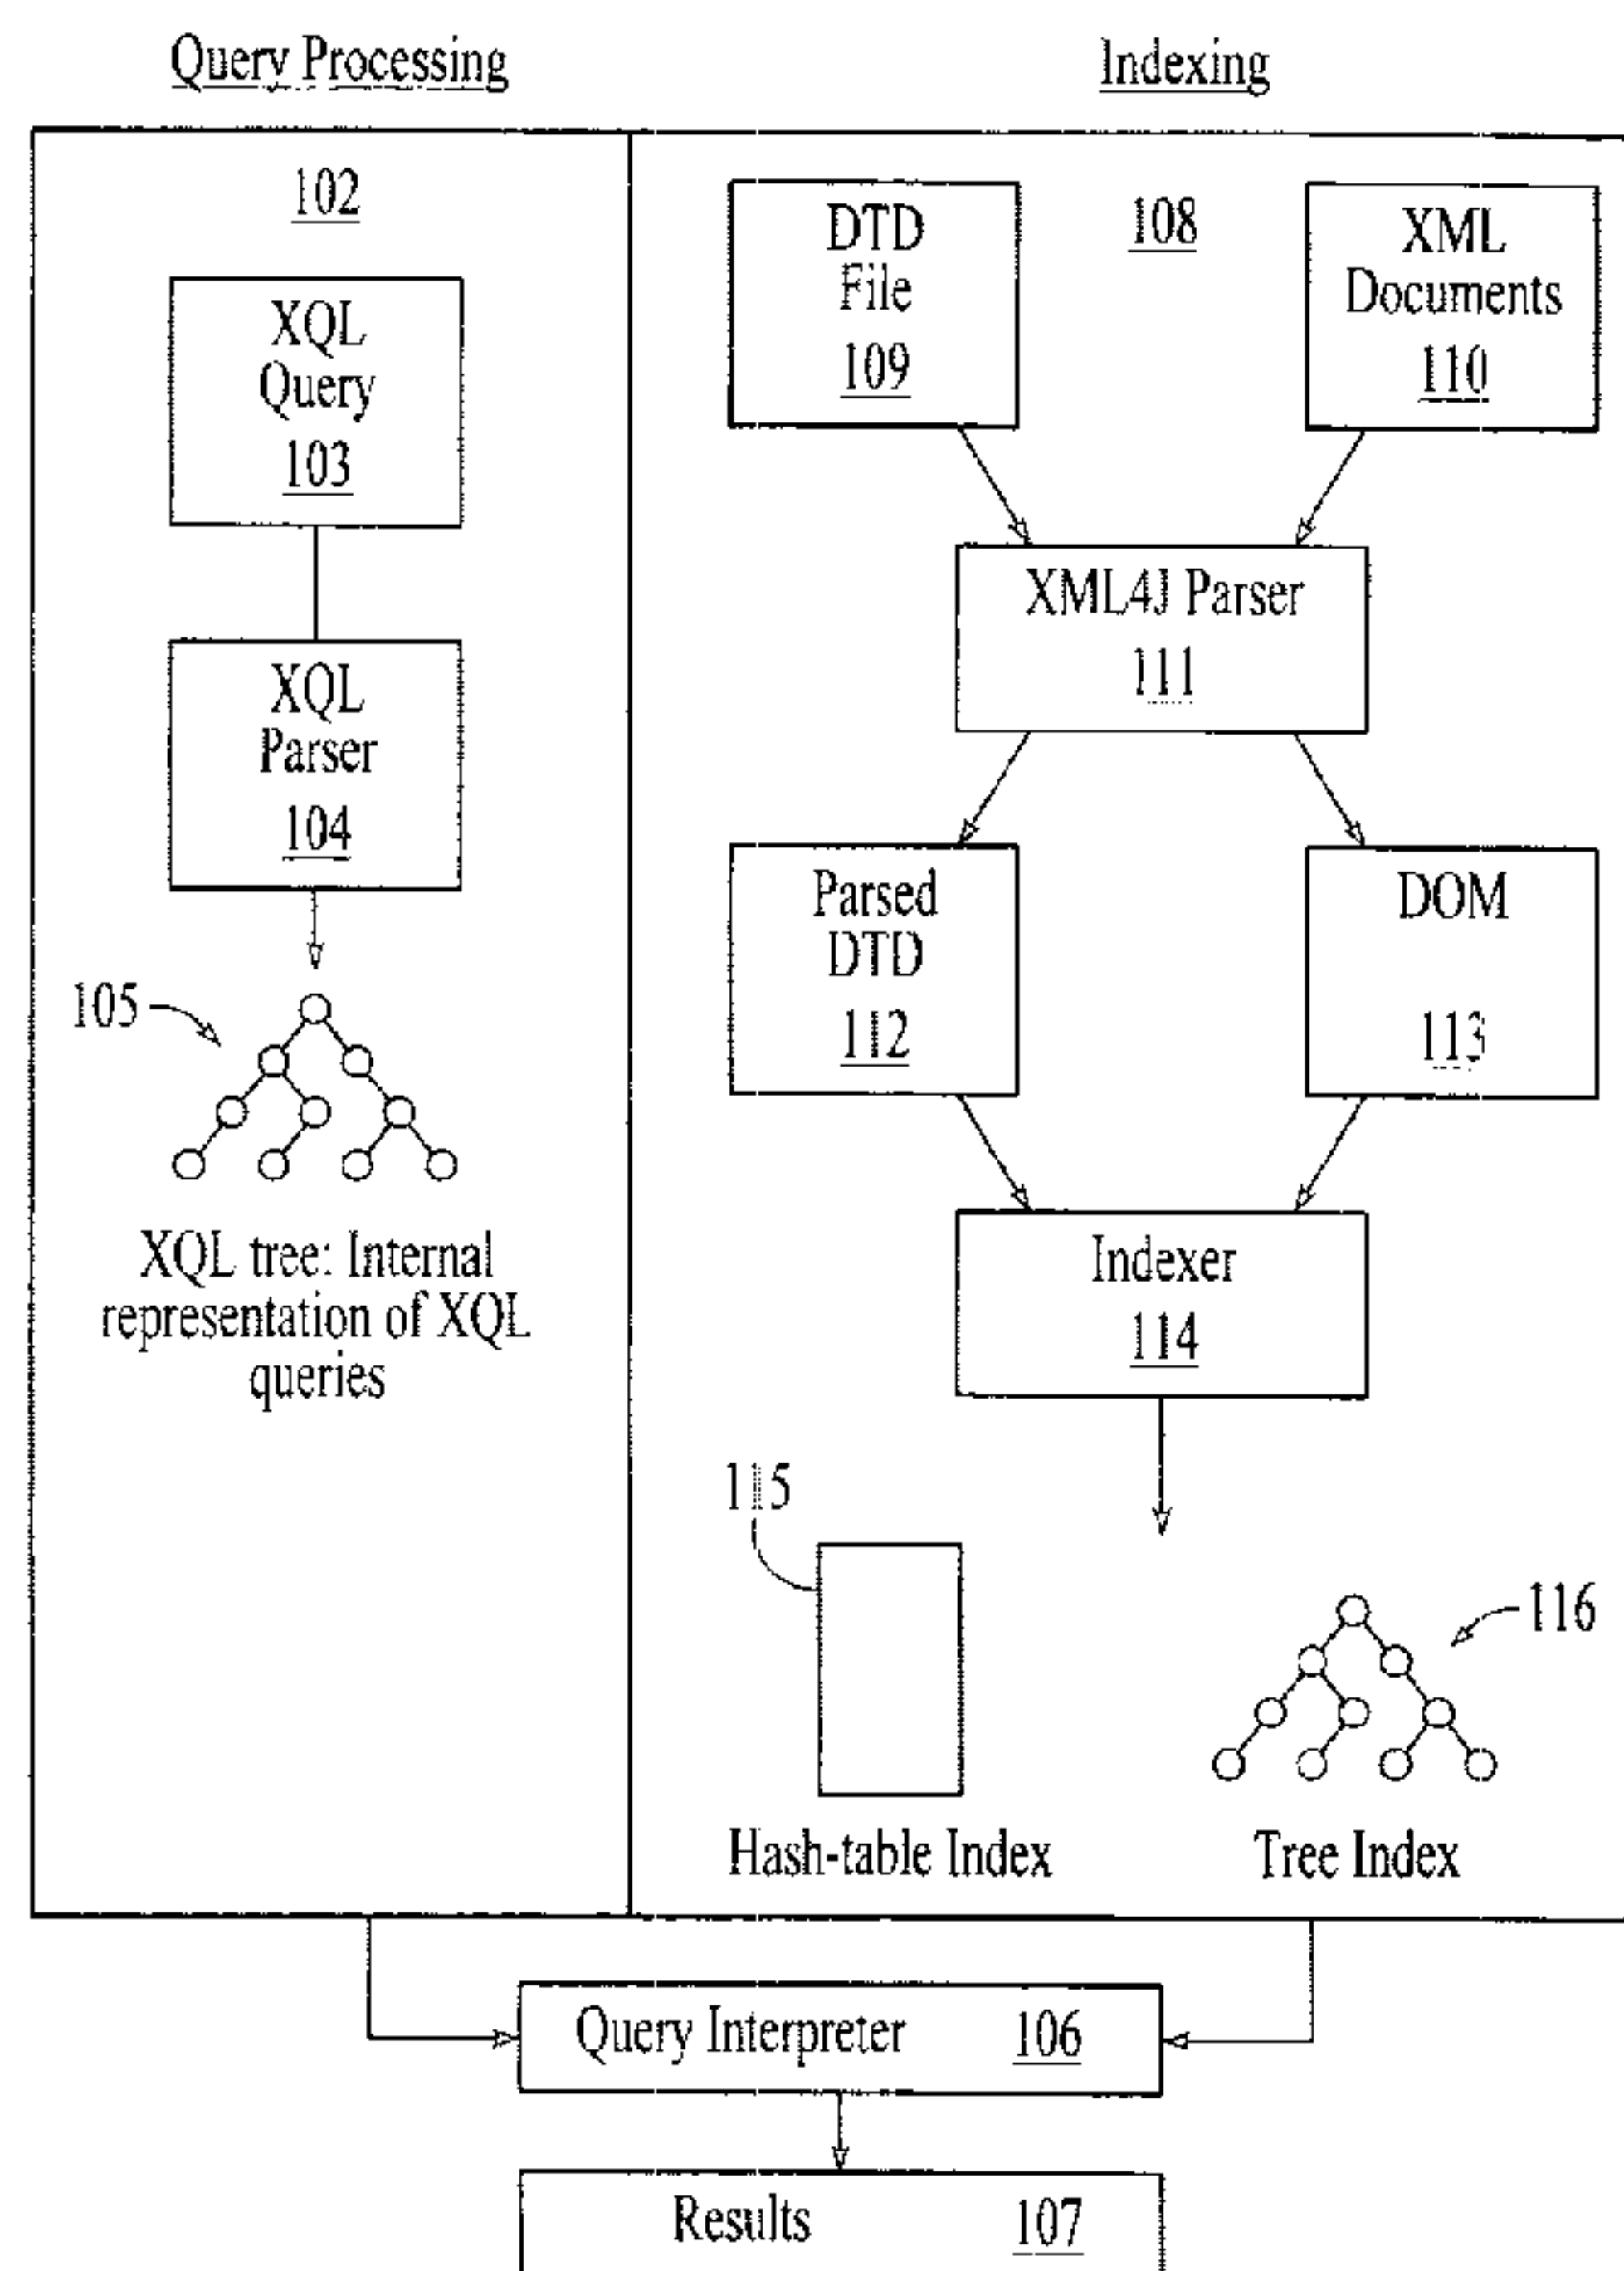 Query Processing
Indexing
102
XQL
Query
103
XQL
Parser
104
105
XQL tree: Internal
representation of XQL
queries
108
DTD
File
109
XML
Documents
110
XML4J Parser
111
Parsed
DTD
112
DOM
113
Indexer
114
115
116
Hash-table Index
Tree Index
Query Interpreter 106
Results 107